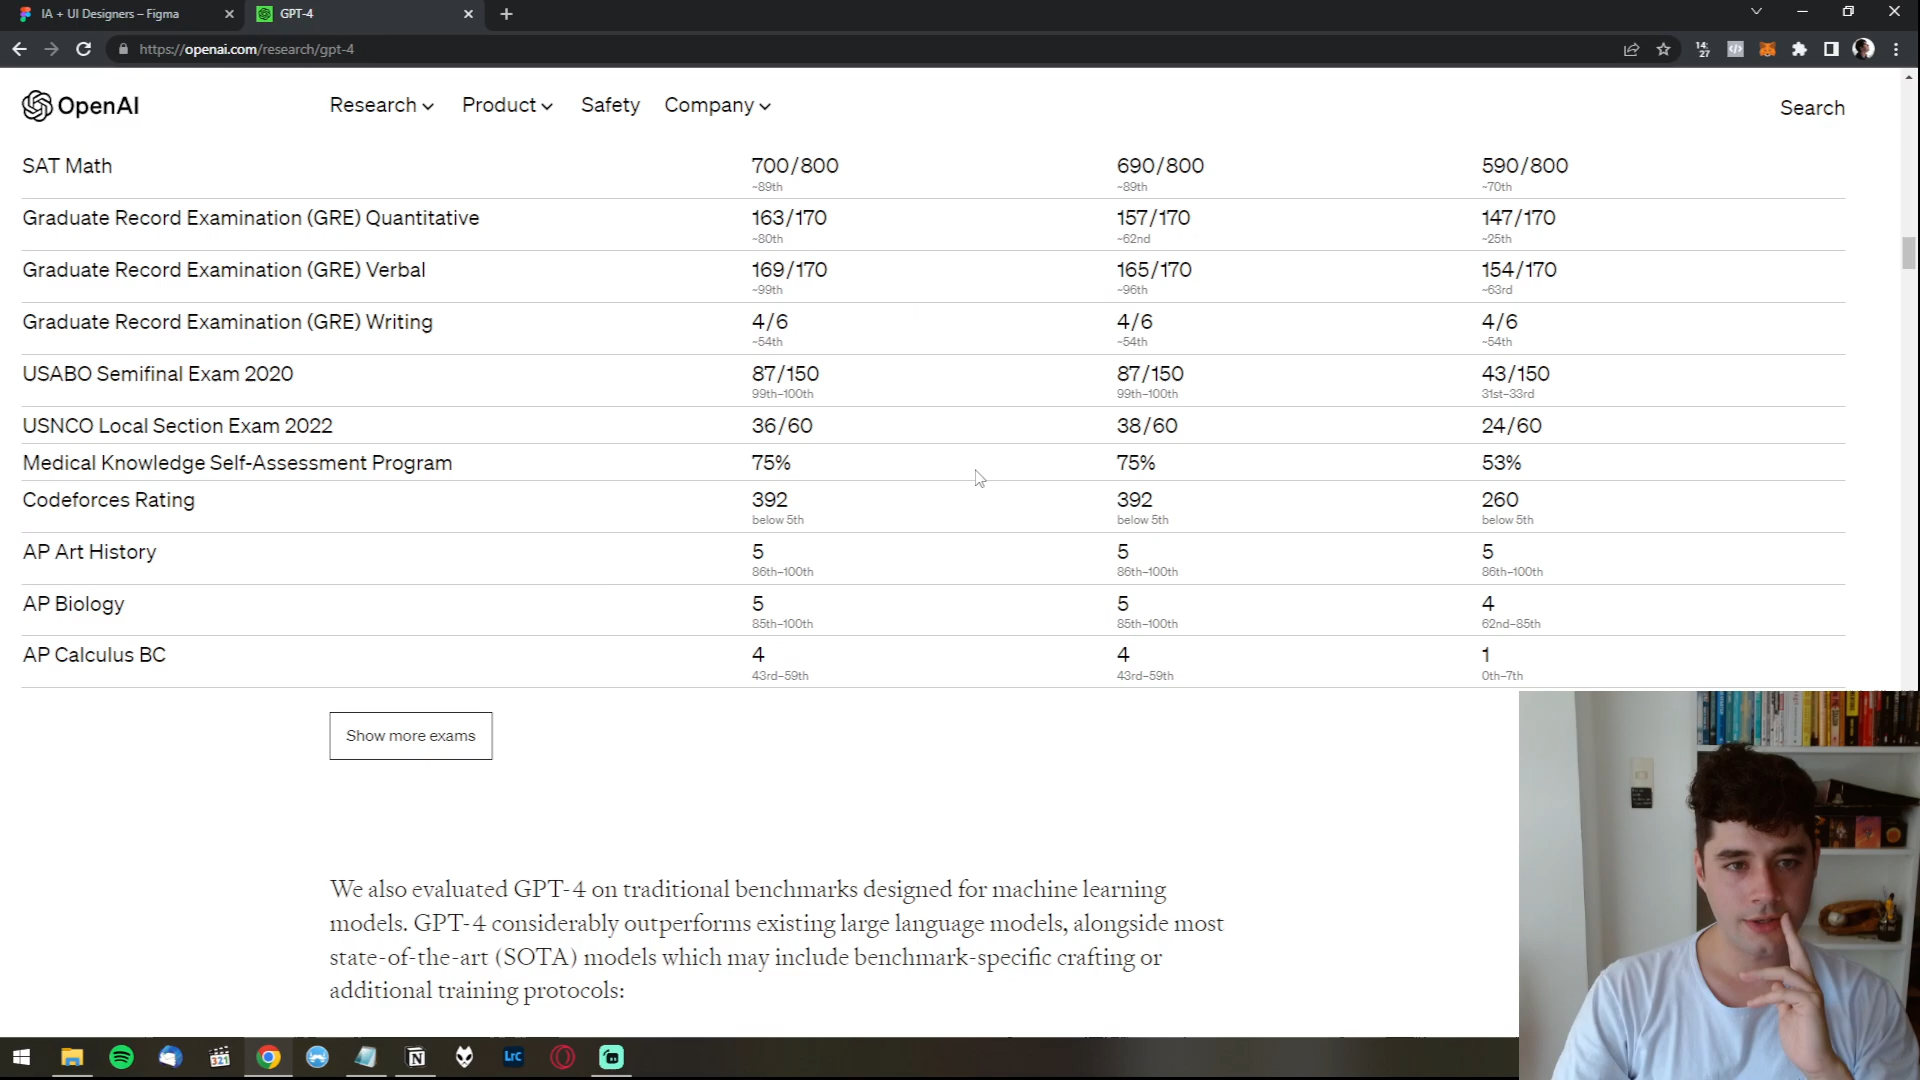 IA + UI Designers – Figma
GPT-4
https://openai.com/research/gpt-4
14:
27
OpenAI
Research
Product
Safety
Company
Search
SAT Math 700/800 690/800 590/800
~89th ~89th ~70th
Graduate Record Examination (GRE) Quantitative 163/170 157/170 147/170
~80th ~62nd ~25th
Graduate Record Examination (GRE) Verbal 169/170 165/170 154/170
~99th ~96th ~63rd
Graduate Record Examination (GRE) Writing 4/6 4/6 4/6
~54th ~54th ~54th
USABO Semifinal Exam 2020 87/150 87/150 43/150
99th–100th 99th–100th 31st–33rd
USNCO Local Section Exam 2022 36/60 38/60 24/60
Medical Knowledge Self-Assessment Program 75% 75% 53%
Codeforces Rating 392 392 260
below 5th below 5th below 5th
AP Art History 5 5 5
86th–100th 86th–100th 86th–100th
AP Biology 5 5 4
85th–100th 85th–100th 62nd–85th
AP Calculus BC 4 4 1
43rd–59th 43rd–59th 0th–7th
Show more exams
We also evaluated GPT-4 on traditional benchmarks designed for machine learning
models. GPT-4 considerably outperforms existing large language models, alongside most
state-of-the-art (SOTA) models which may include benchmark-specific crafting or
additional training protocols:
321
N
Lrc